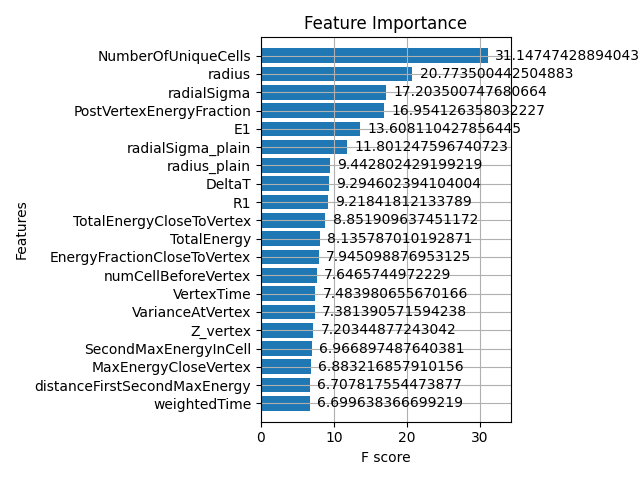 Feature Importance
NumberOfUniqueCells 31.14747428894043
radius 20.773500442504883
radialSigma 17.203500747680664
PostVertexEnergyFraction 16.954126358032227
E1 13.608110427856445
radialSigma_plain 11.801247596740723
radius_plain 9.442802429199219
DeltaT 9.294602394104004
R1 9.21841812133789
TotalEnergyCloseToVertex 8.851909637451172
TotalEnergy 8.135787010192871
EnergyFractionCloseToVertex 7.945098876953125
numCellBeforeVertex 7.6465744972229
VertexTime 7.483980655670166
VarianceAtVertex 7.381390571594238
Z_vertex 7.20344877243042
SecondMaxEnergyInCell 6.966897487640381
MaxEnergyCloseVertex 6.883216857910156
distanceFirstSecondMaxEnergy 6.707817554473877
weightedTime 6.699638366699219
Features
0 10 20 30
F score